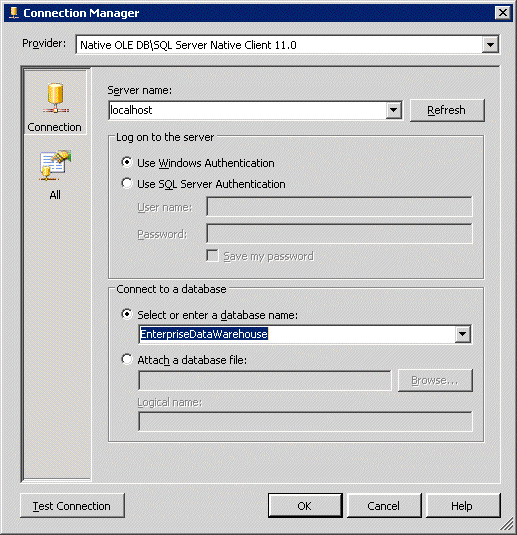 Connection Manager
Provider:
Native OLE DB\SQL Server Native Client 11.0
Connection
All
Server name:
localhost
Refresh
Log on to the server
Use Windows Authentication
Use SQL Server Authentication
User name:
Password:
Save my password
Connect to a database
Select or enter a database name:
EnterpriseDataWarehouse
Attach a database file:
Browse...
Logical name:
Test Connection
OK
Cancel
Help